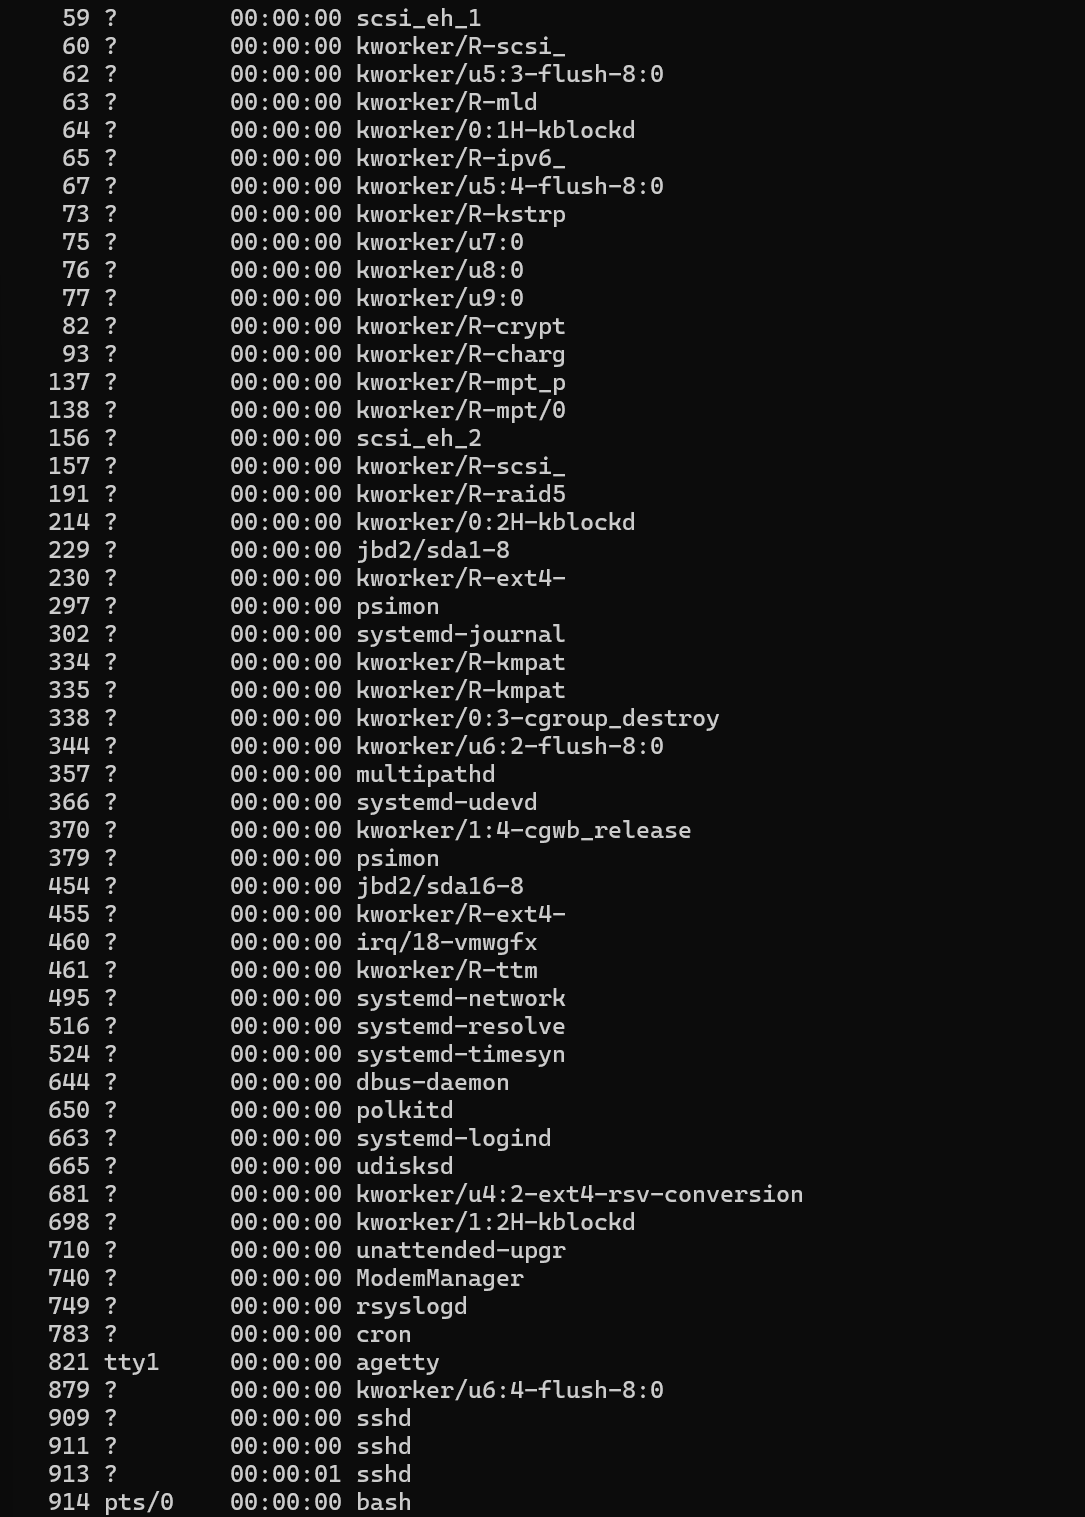 59 ?        00:00:00 scsi_eh_1
60 ?        00:00:00 kworker/R-scsi_
62 ?        00:00:00 kworker/u5:3-flush-8:0
63 ?        00:00:00 kworker/R-mld
64 ?        00:00:00 kworker/0:1H-kblockd
65 ?        00:00:00 kworker/R-ipv6_
67 ?        00:00:00 kworker/u5:4-flush-8:0
73 ?        00:00:00 kworker/R-kstrp
75 ?        00:00:00 kworker/u7:0
76 ?        00:00:00 kworker/u8:0
77 ?        00:00:00 kworker/u9:0
82 ?        00:00:00 kworker/R-crypt
93 ?        00:00:00 kworker/R-charg
137 ?        00:00:00 kworker/R-mpt_p
138 ?        00:00:00 kworker/R-mpt/0
156 ?        00:00:00 scsi_eh_2
157 ?        00:00:00 kworker/R-scsi_
191 ?        00:00:00 kworker/R-raid5
214 ?        00:00:00 kworker/0:2H-kblockd
229 ?        00:00:00 jbd2/sda1-8
230 ?        00:00:00 kworker/R-ext4-
297 ?        00:00:00 psimon
302 ?        00:00:00 systemd-journal
334 ?        00:00:00 kworker/R-kmpat
335 ?        00:00:00 kworker/R-kmpat
338 ?        00:00:00 kworker/0:3-cgroup_destroy
344 ?        00:00:00 kworker/u6:2-flush-8:0
357 ?        00:00:00 multipathd
366 ?        00:00:00 systemd-udevd
370 ?        00:00:00 kworker/1:4-cgwb_release
379 ?        00:00:00 psimon
454 ?        00:00:00 jbd2/sda16-8
455 ?        00:00:00 kworker/R-ext4-
460 ?        00:00:00 irq/18-vmwgfx
461 ?        00:00:00 kworker/R-ttm
495 ?        00:00:00 systemd-network
516 ?        00:00:00 systemd-resolve
524 ?        00:00:00 systemd-timesyn
644 ?        00:00:00 dbus-daemon
650 ?        00:00:00 polkitd
663 ?        00:00:00 systemd-logind
665 ?        00:00:00 udisksd
681 ?        00:00:00 kworker/u4:2-ext4-rsv-conversion
698 ?        00:00:00 kworker/1:2H-kblockd
710 ?        00:00:00 unattended-upgr
740 ?        00:00:00 ModemManager
749 ?        00:00:00 rsyslogd
783 ?        00:00:00 cron
821 tty1     00:00:00 agetty
879 ?        00:00:00 kworker/u6:4-flush-8:0
909 ?        00:00:00 sshd
911 ?        00:00:00 sshd
913 ?        00:00:01 sshd
914 pts/0    00:00:00 bash